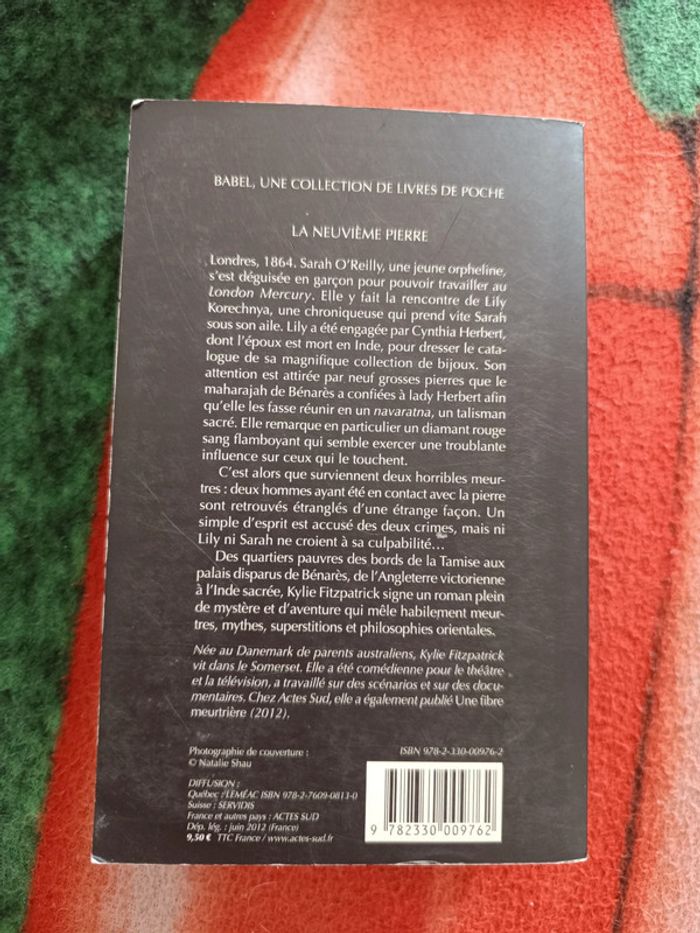 BABEL, UNE COLLECTION DE LIVRES DE POCHE
LA NEUVIÈME PIERRE
Londres, 1864. Sarah O'Reilly, une jeune orpheline,
s'est déguisée en garçon pour pouvoir travailler au
London Mercury. Elle y fait la rencontre de Lily
Korechnya, une chroniqueuse qui prend vite Sarah
sous son aile. Lily a été engagée par Cynthia Herbert,
dont l'époux est mort en Inde, pour dresser le cata-
logue de sa magnifique collection de bijoux. Son
attention est attirée par neuf grosses pierres que le
maharajah de Bénarès a confiées à lady Herbert afin
qu'elle les fasse réunir en un navaratna, un talisman
sacré. Elle remarque en particulier un diamant rouge
sang flamboyant qui semble exercer une troublante
influence sur ceux qui le touchent.
C'est alors que surviennent deux horribles meur-
tres : deux hommes ayant été en contact avec la pierre
sont retrouvés étranglés d'une étrange façon. Un
simple d'esprit est accusé des deux crimes, mais ni
Lily ni Sarah ne croient à sa culpabilité...
Des quartiers pauvres des bords de la Tamise aux
palais disparus de Bénarès, de l'Angleterre victorienne
à l'Inde sacrée, Kylie Fitzpatrick signe un roman plein
de mystère et d'aventure qui mêle habilement meur-
tres, mythes, superstitions et philosophies orientales.
Née au Danemark de parents australiens, Kylie Fitzpatrick
vit dans le Somerset. Elle a été comédienne pour le théâtre
et la télévision, a travaillé sur des scénarios et sur des docu-
mentaires. Chez Actes Sud, elle a également publié Une fibre
meurtrière (2012).
Photographie de couverture :
© Natalie Shau
ISBN 978-2-330-00976-2
DIFFUSION :
Québec : LEMÉAC ISBN 978-2-7609-0813-0
Suisse : SERVIDIS
France et autres pays : ACTES SUD
Dép. lég. : juin 2012 (France)
9,50 € TTC France / www.actes-sud.fr
9 782330 009762